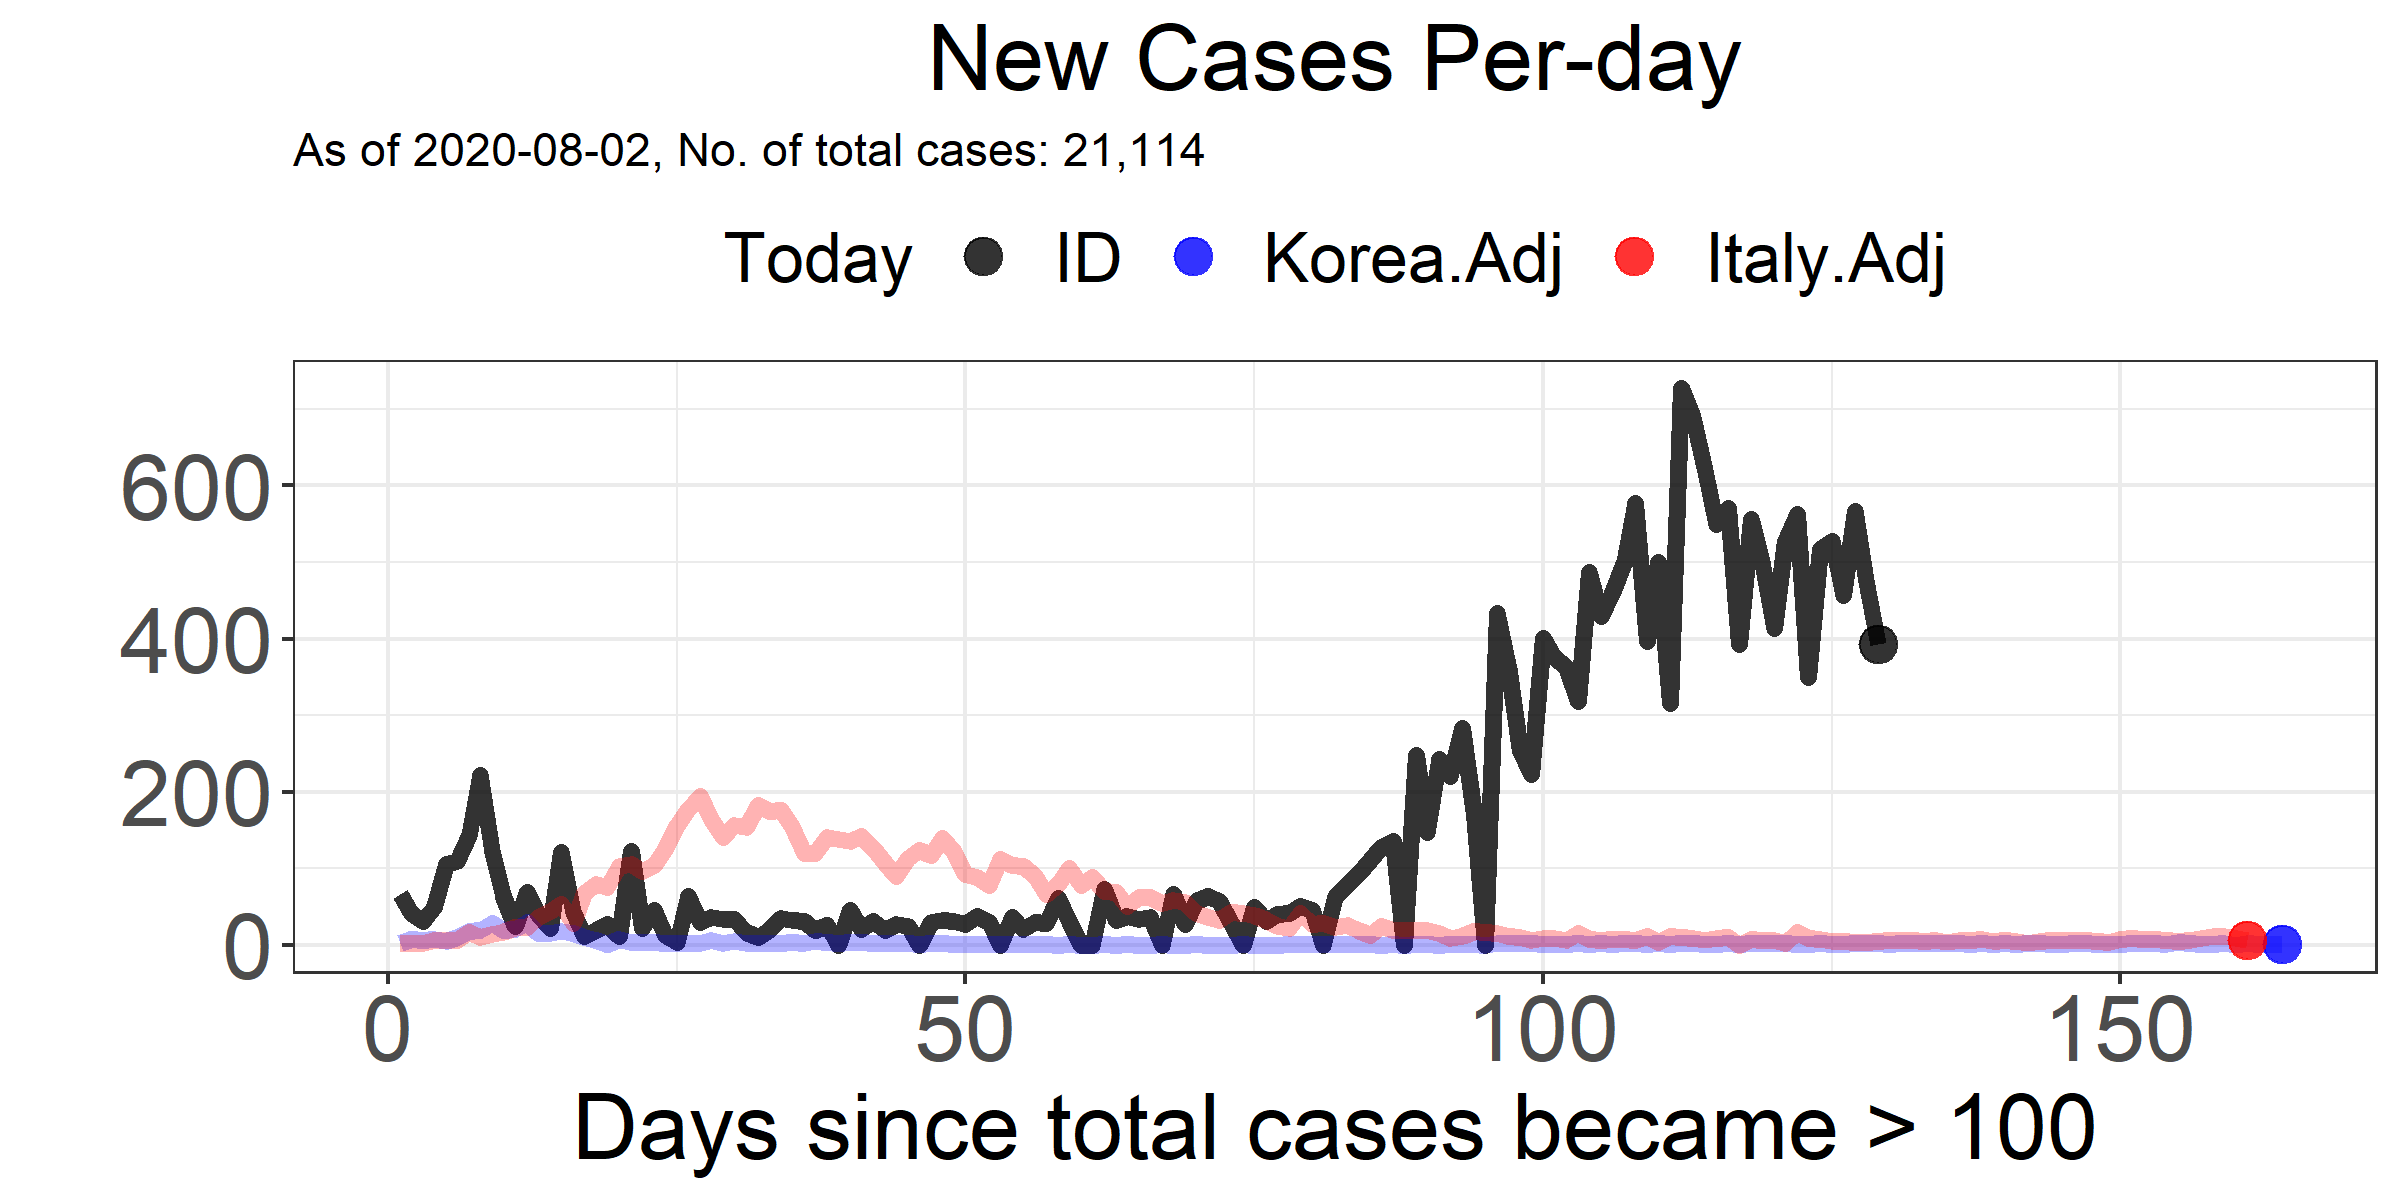 New Cases Per-day
As of 2020-08-02, No. of total cases: 21,114
Today ID Korea.Adj Italy.Adj
600
400
200
0
0 50 100 150
Days since total cases became > 100